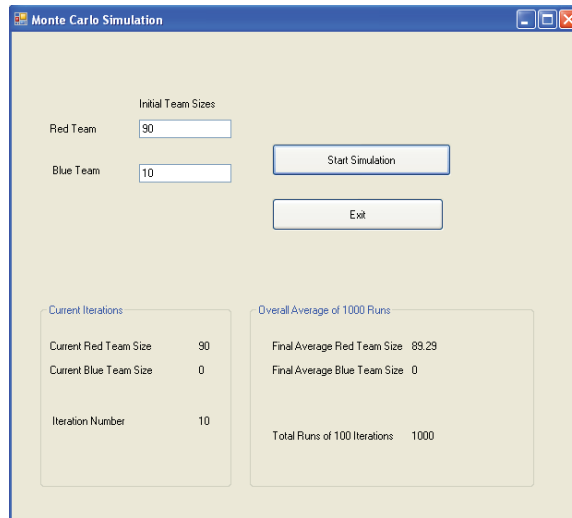 Monte Carlo Simulation
Initial Team Sizes
Red Team 90
Blue Team 10
Start Simulation
Exit
Current Iterations
Current Red Team Size 90
Current Blue Team Size 0
Iteration Number 10
Overall Average of 1000 Runs
Final Average Red Team Size 89.29
Final Average Blue Team Size 0
Total Runs of 100 Iterations 1000